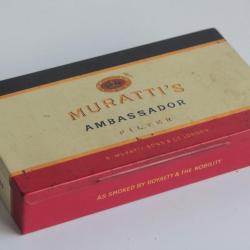 MURATTI'S
AMBASSADOR
FILTER
B. MURATTI SONS & CO. LONDON
AS SMOKED BY ROYALTY & THE NOBILITY